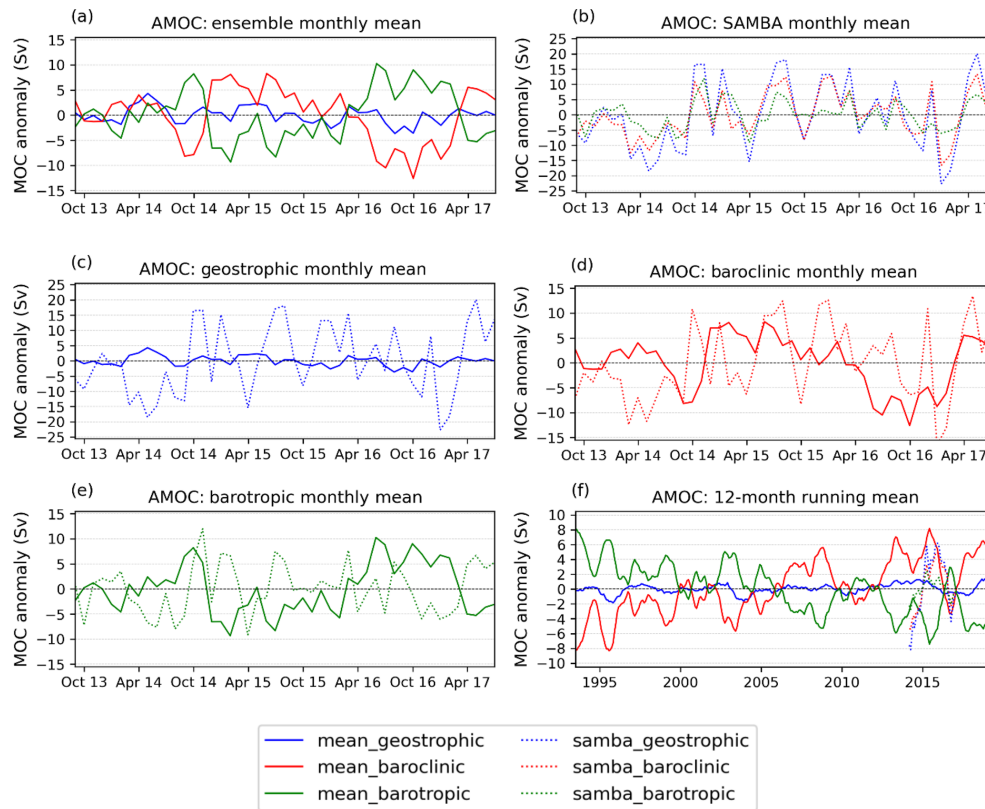 (a)
AMOC: ensemble monthly mean
MOC anomaly (Sv)
15
10
5
0
−5
−10
−15
Oct 13 Apr 14 Oct 14 Apr 15 Oct 15 Apr 16 Oct 16 Apr 17
(b)
AMOC: SAMBA monthly mean
MOC anomaly (Sv)
25
20
15
10
5
0
−5
−10
−15
−20
−25
Oct 13 Apr 14 Oct 14 Apr 15 Oct 15 Apr 16 Oct 16 Apr 17
(c)
AMOC: geostrophic monthly mean
MOC anomaly (Sv)
25
20
15
10
5
0
−5
−10
−15
−20
−25
Oct 13 Apr 14 Oct 14 Apr 15 Oct 15 Apr 16 Oct 16 Apr 17
(d)
AMOC: baroclinic monthly mean
MOC anomaly (Sv)
15
10
5
0
−5
−10
−15
Oct 13 Apr 14 Oct 14 Apr 15 Oct 15 Apr 16 Oct 16 Apr 17
(e)
AMOC: barotropic monthly mean
MOC anomaly (Sv)
15
10
5
0
−5
−10
−15
Oct 13 Apr 14 Oct 14 Apr 15 Oct 15 Apr 16 Oct 16 Apr 17
(f)
AMOC: 12-month running mean
MOC anomaly (Sv)
10
8
6
4
2
0
−2
−4
−6
−8
−10
1995 2000 2005 2010 2015
mean_geostrophic
mean_baroclinic
mean_barotropic
samba_geostrophic
samba_baroclinic
samba_barotropic